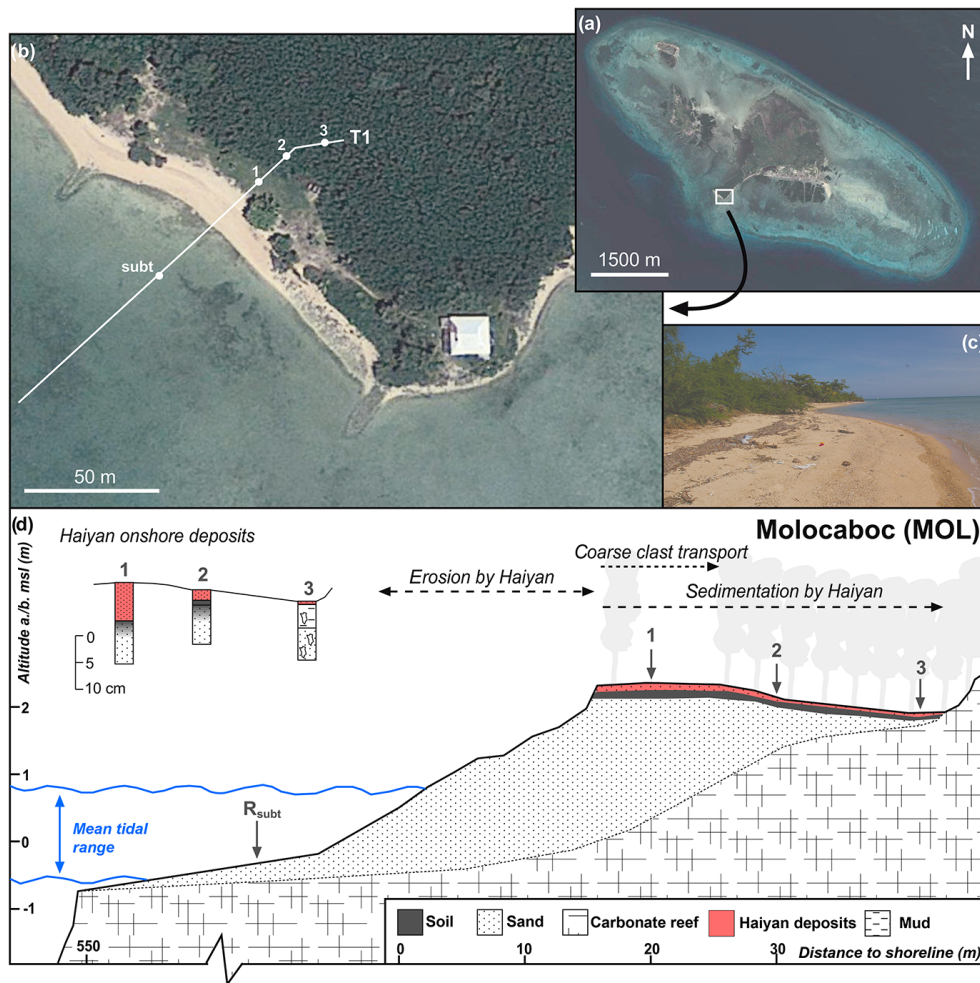 (b)
1
2
3
T1
subt
50 m
(a)
N
1500 m
(c)
(d)
Molocaboc (MOL)
Haiyan onshore deposits
1
2
3
0
5
10 cm
Coarse clast transport
Erosion by Haiyan
Sedimentation by Haiyan
1
2
3
Altitude a./b. msl (m)
2
1
0
-1
Mean tidal
range
Rsubt
Soil
Sand
Carbonate reef
Haiyan deposits
Mud
550
0
10
20
30
Distance to shoreline (m)